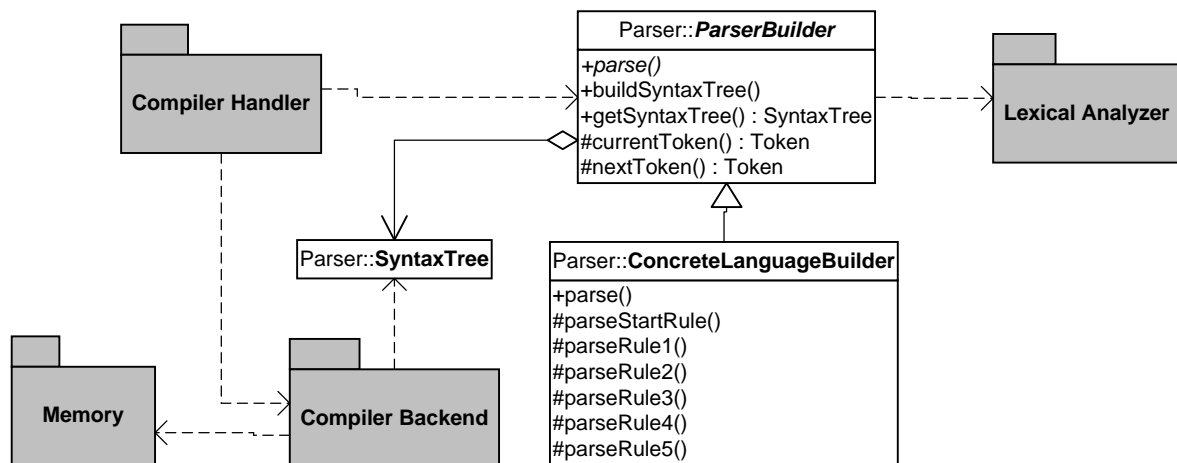 Compiler Handler
Parser::ParserBuilder
+parse()
+buildSyntaxTree()
+getSyntaxTree() : SyntaxTree
#currentToken() : Token
#nextToken() : Token
Lexical Analyzer
Parser::SyntaxTree
Parser::ConcreteLanguageBuilder
+parse()
#parseStartRule()
#parseRule1()
#parseRule2()
#parseRule3()
#parseRule4()
#parseRule5()
Memory
Compiler Backend